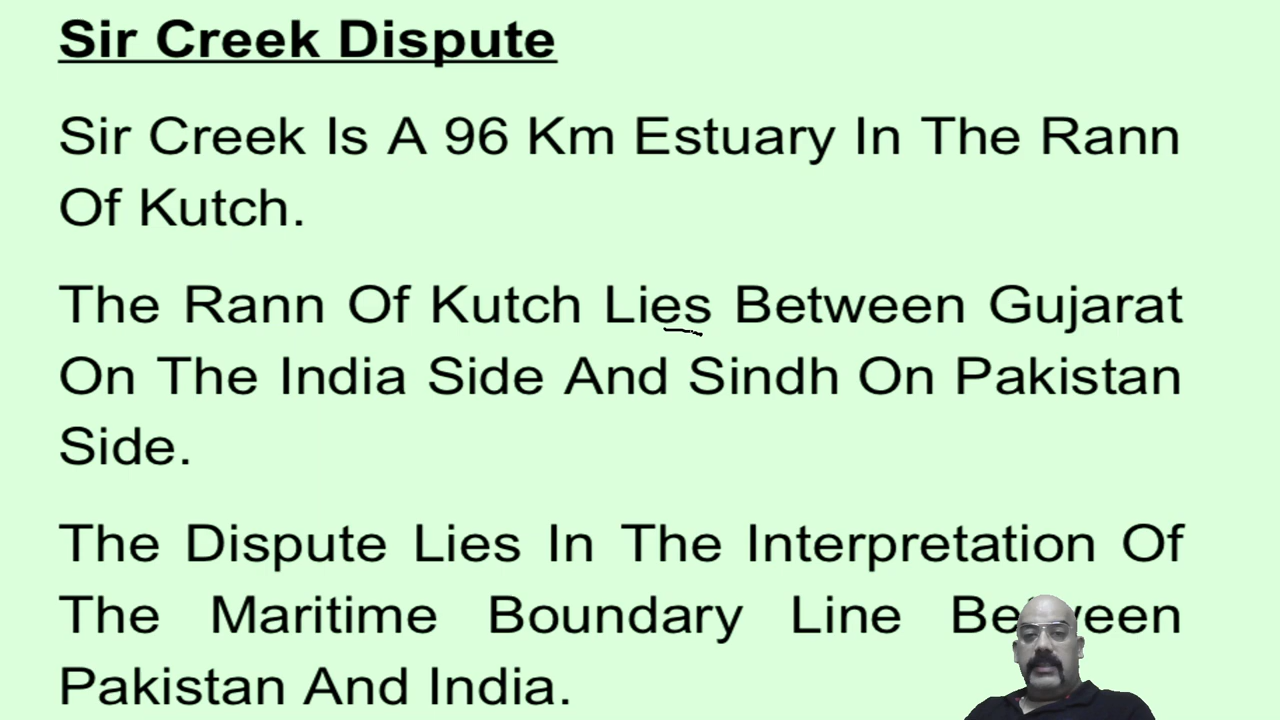 Sir Creek Dispute
Sir Creek Is A 96 Km Estuary In The Rann
Of Kutch.
The Rann Of Kutch Lies Between Gujarat
On The India Side And Sindh On Pakistan
Side.
The Dispute Lies In The Interpretation Of
The Maritime Boundary Line Between
Pakistan And India.